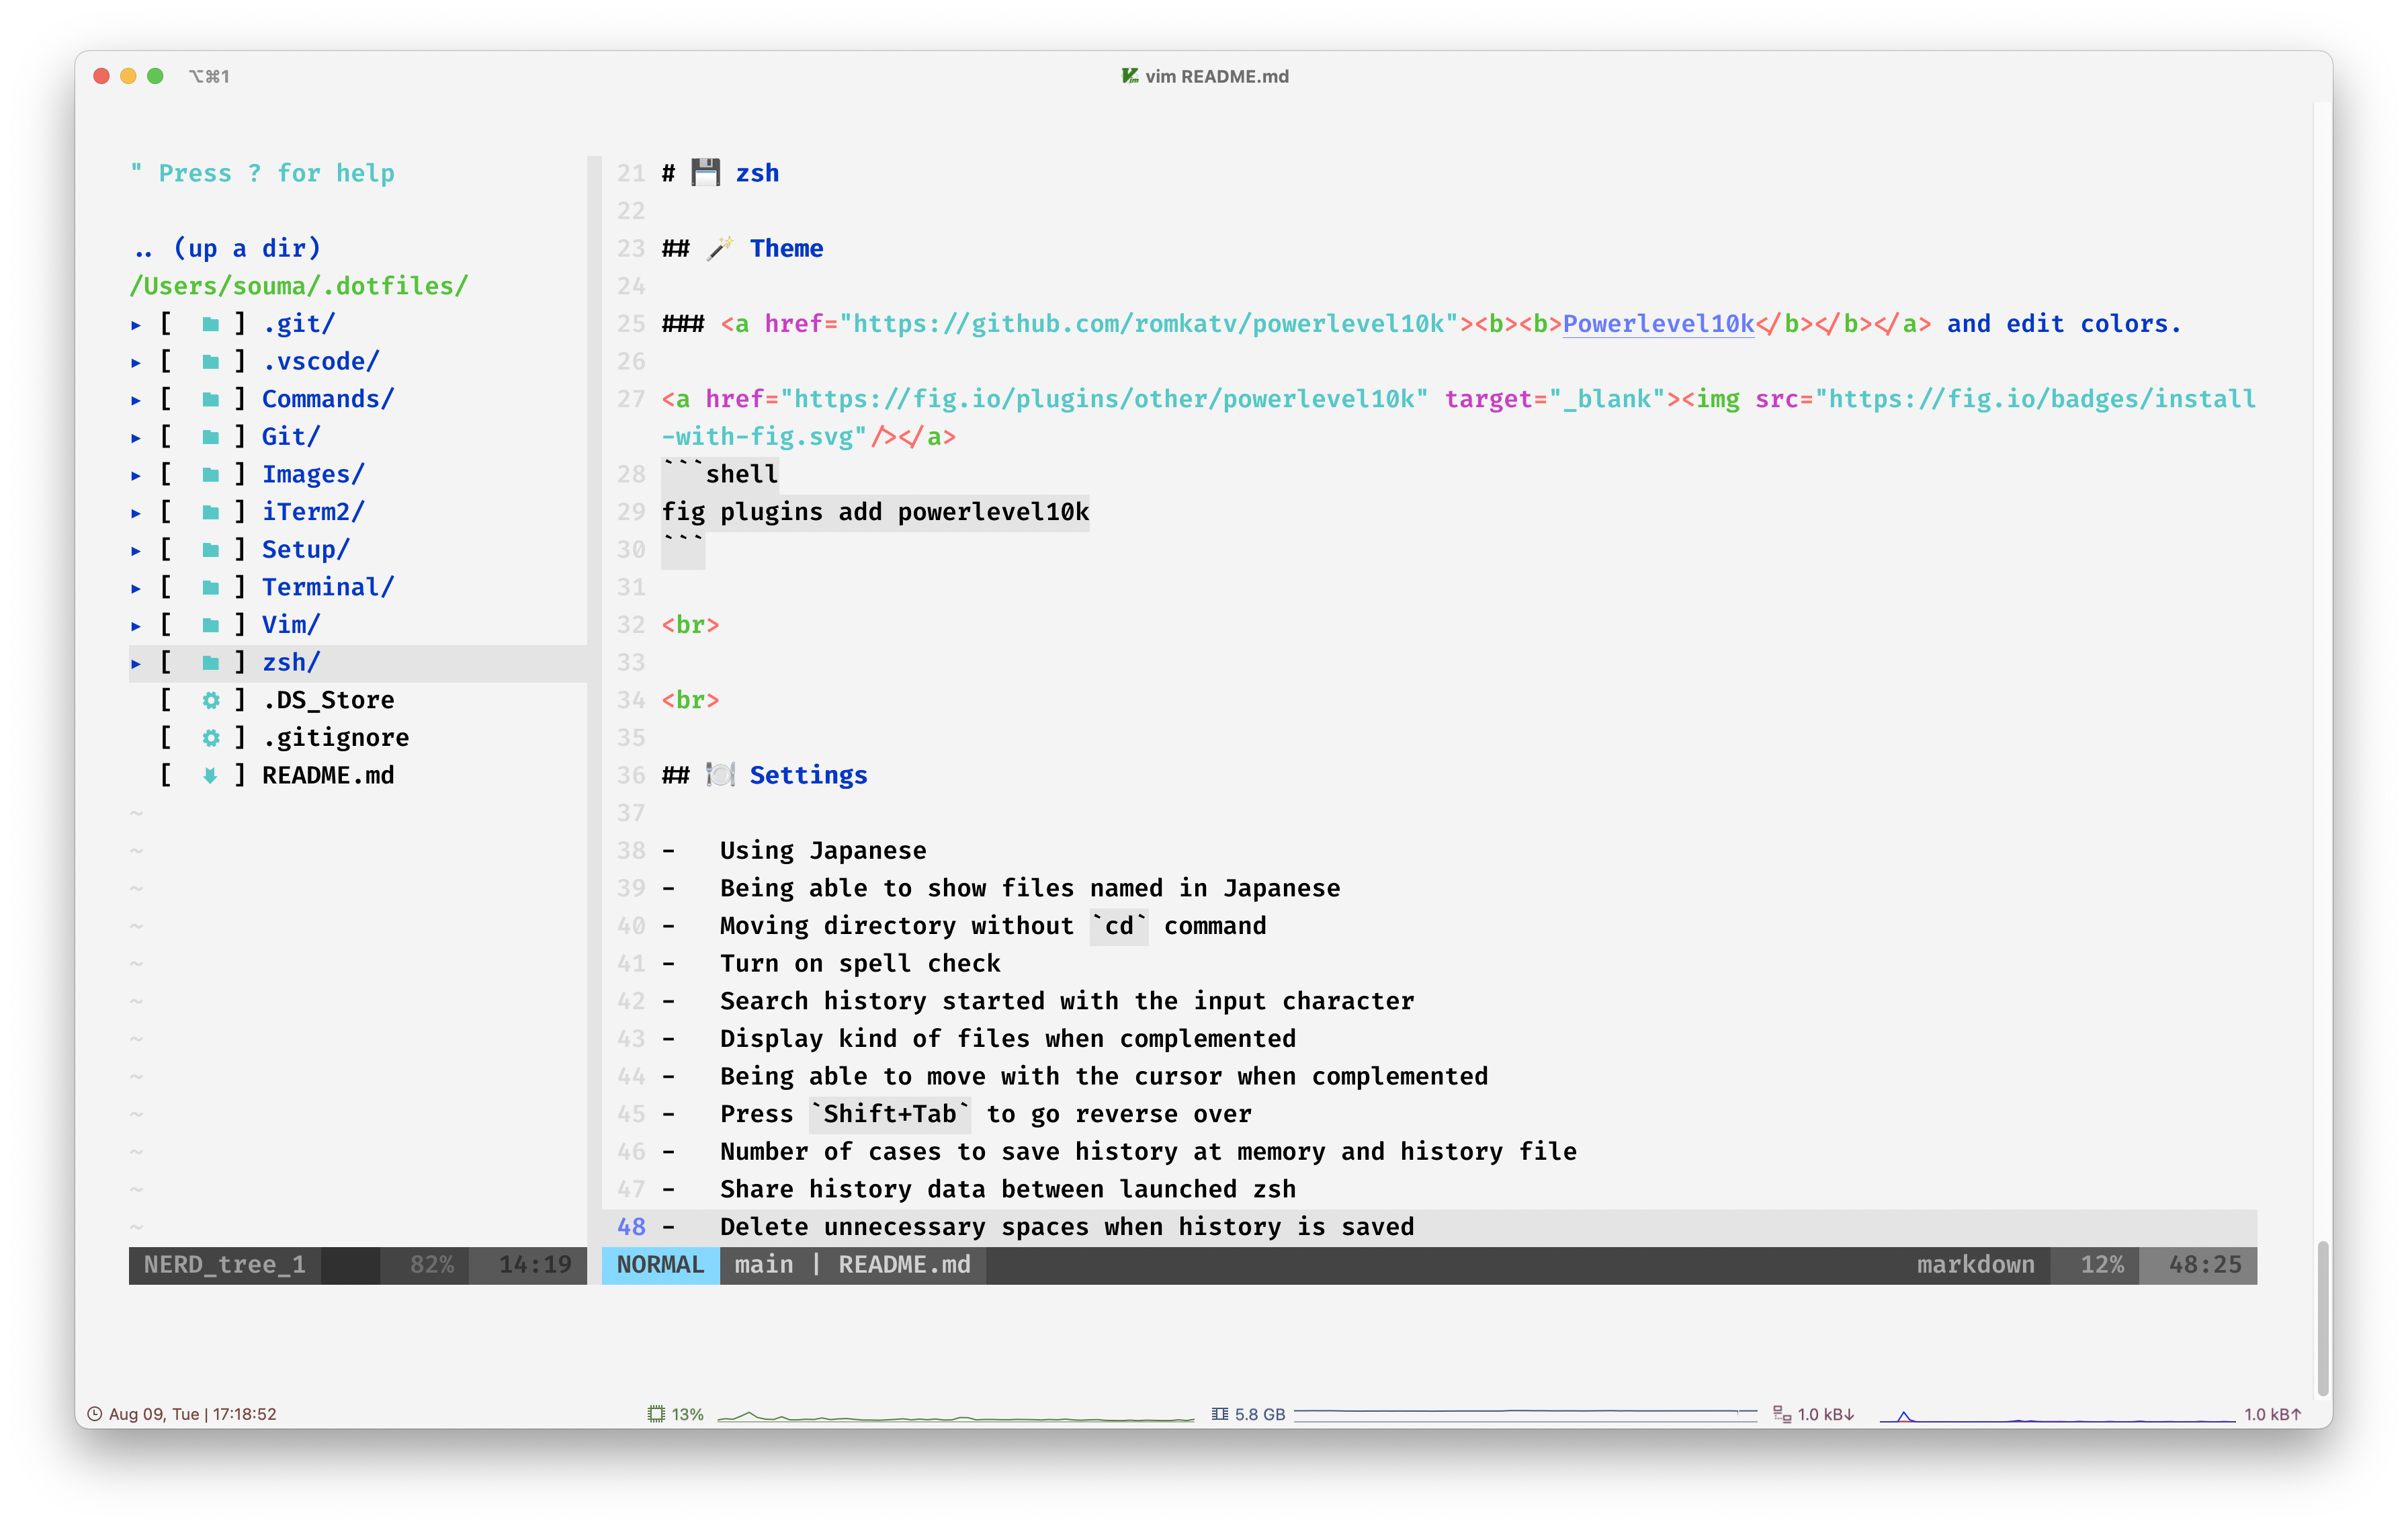 ⌥⌘1
vim README.md
" Press ? for help
.. (up a dir)
/Users/souma/.dotfiles/
▸ [ ] .git/
▸ [ ] .vscode/
▸ [ ] Commands/
▸ [ ] Git/
▸ [ ] Images/
▸ [ ] iTerm2/
▸ [ ] Setup/
▸ [ ] Terminal/
▸ [ ] Vim/
▸ [ ] zsh/
[ ] .DS_Store
[ ] .gitignore
[ ] README.md
~
~
~
~
~
~
~
~
~
~
~
~
NERD_tree_1 82% 14:19
21 # 💾 zsh
22
23 ## 🪄 Theme
24
25 ### <a href="https://github.com/romkatv/powerlevel10k"><b><b>Powerlevel10k</b></b></a> and edit colors.
26
27 <a href="https://fig.io/plugins/other/powerlevel10k" target="_blank"><img src="https://fig.io/badges/install
-with-fig.svg"/></a>
28 ```shell
29 fig plugins add powerlevel10k
30 ```
31
32 <br>
33
34 <br>
35
36 ## 🍽️ Settings
37
38 - Using Japanese
39 - Being able to show files named in Japanese
40 - Moving directory without `cd` command
41 - Turn on spell check
42 - Search history started with the input character
43 - Display kind of files when complemented
44 - Being able to move with the cursor when complemented
45 - Press `Shift+Tab` to go reverse over
46 - Number of cases to save history at memory and history file
47 - Share history data between launched zsh
48 - Delete unnecessary spaces when history is saved
NORMAL main | README.md markdown 12% 48:25
Aug 09, Tue | 17:18:52 13% 5.8 GB 1.0 kB↓ 1.0 kB↑